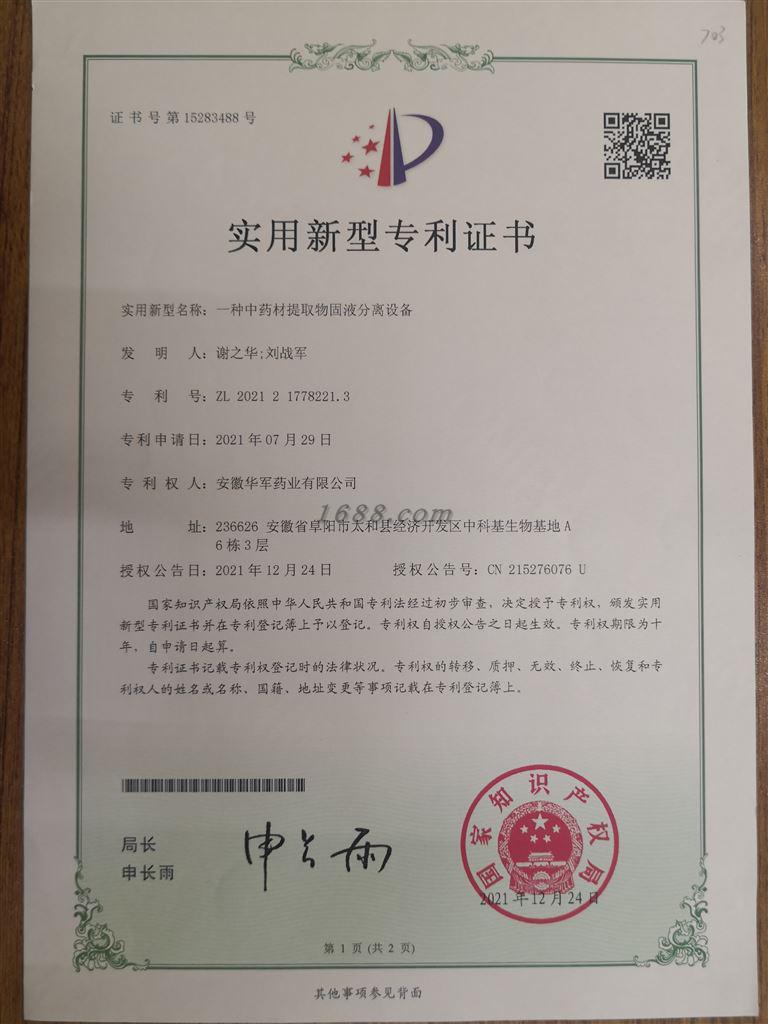 703
证书号第15283488号
实用新型专利证书
实用新型名称：一种中药材提取物固液分离设备
发明人：谢之华;刘战军
专利号：ZL 2021 2 1778221.3
专利申请日：2021年07月29日
专利权人：安徽华军药业有限公司
1688.com
地址：236626 安徽省阜阳市太和县经济开发区中科基生物基地A
6栋3层
授权公告日：2021年12月24日 授权公告号：CN 215276076 U
国家知识产权局依照中华人民共和国专利法经过初步审查，决定授予专利权，颁发实用
新型专利证书并在专利登记簿上予以登记。专利权自授权公告之日起生效。专利权期限为十
年，自申请日起算。
专利证书记载专利权登记时的法律状况。专利权的转移、质押、无效、终止、恢复和专
利权人的姓名或名称、国籍、地址变更等事项记载在专利登记簿上。
局长
申长雨
申长雨
国家知识产权局
2021年12月24日
第1页(共2页)
其他事项参见背面